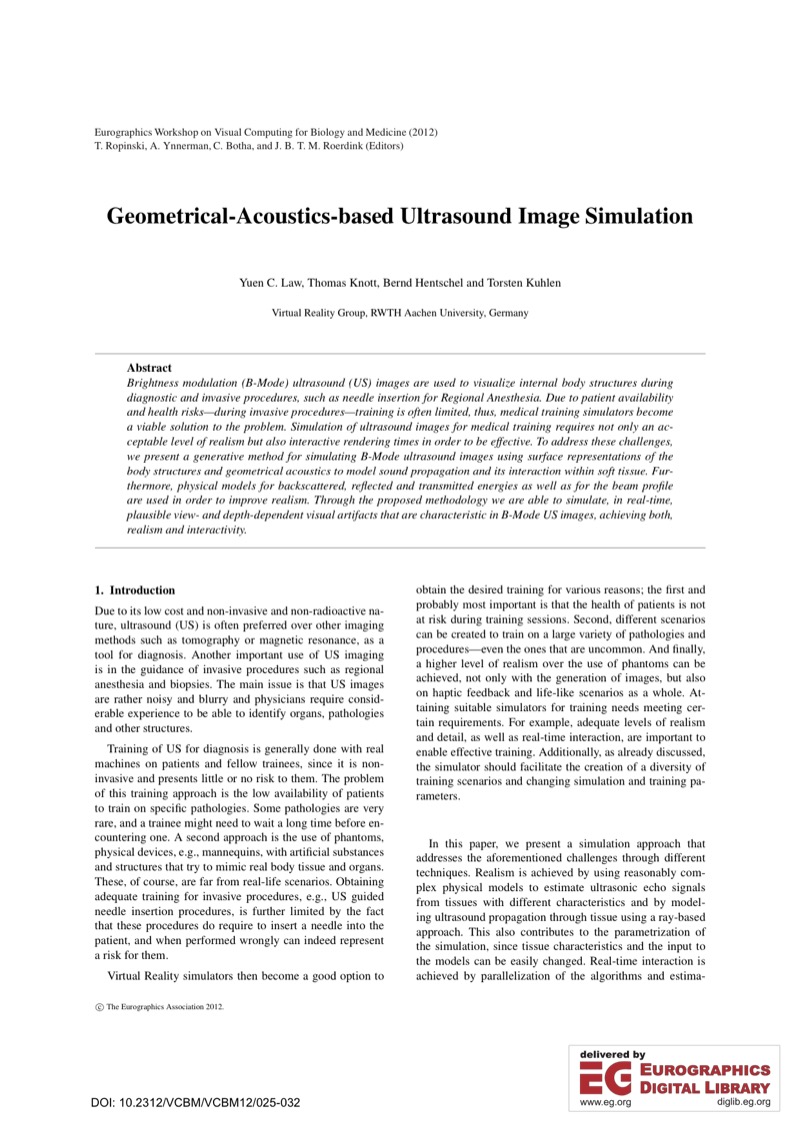 Eurographics Workshop on Visual Computing for Biology and Medicine (2012)
T. Ropinski, A. Ynnerman, C. Botha, and J. B. T. M. Roerdink (Editors)
Geometrical-Acoustics-based Ultrasound Image Simulation
Yuen C. Law, Thomas Knott, Bernd Hentschel and Torsten Kuhlen
Virtual Reality Group, RWTH Aachen University, Germany
Abstract
Brightness modulation (B-Mode) ultrasound (US) images are used to visualize internal body structures during
diagnostic and invasive procedures, such as needle insertion for Regional Anesthesia. Due to patient availability
and health risks—during invasive procedures—training is often limited, thus, medical training simulators become
a viable solution to the problem. Simulation of ultrasound images for medical training requires not only an ac-
ceptable level of realism but also interactive rendering times in order to be effective. To address these challenges,
we present a generative method for simulating B-Mode ultrasound images using surface representations of the
body structures and geometrical acoustics to model sound propagation and its interaction within soft tissue. Fur-
thermore, physical models for backscattered, reflected and transmitted energies as well as for the beam profile
are used in order to improve realism. Through the proposed methodology we are able to simulate, in real-time,
plausible view- and depth-dependent visual artifacts that are characteristic in B-Mode US images, achieving both,
realism and interactivity.
1. Introduction
Due to its low cost and non-invasive and non-radioactive na-
ture, ultrasound (US) is often preferred over other imaging
methods such as tomography or magnetic resonance, as a
tool for diagnosis. Another important use of US imaging
is in the guidance of invasive procedures such as regional
anesthesia and biopsies. The main issue is that US images
are rather noisy and blurry and physicians require consid-
erable experience to be able to identify organs, pathologies
and other structures.
Training of US for diagnosis is generally done with real
machines on patients and fellow trainees, since it is non-
invasive and presents little or no risk to them. The problem
of this training approach is the low availability of patients
to train on specific pathologies. Some pathologies are very
rare, and a trainee might need to wait a long time before en-
countering one. A second approach is the use of phantoms,
physical devices, e.g., mannequins, with artificial substances
and structures that try to mimic real body tissue and organs.
These, of course, are far from real-life scenarios. Obtaining
adequate training for invasive procedures, e.g., US guided
needle insertion procedures, is further limited by the fact
that these procedures do require to insert a needle into the
patient, and when performed wrongly can indeed represent
a risk for them.
Virtual Reality simulators then become a good option to
obtain the desired training for various reasons; the first and
probably most important is that the health of patients is not
at risk during training sessions. Second, different scenarios
can be created to train on a large variety of pathologies and
procedures—even the ones that are uncommon. And finally,
a higher level of realism over the use of phantoms can be
achieved, not only with the generation of images, but also
on haptic feedback and life-like scenarios as a whole. At-
taining suitable simulators for training needs meeting cer-
tain requirements. For example, adequate levels of realism
and detail, as well as real-time interaction, are important to
enable effective training. Additionally, as already discussed,
the simulator should facilitate the creation of a diversity of
training scenarios and changing simulation and training pa-
rameters.
In this paper, we present a simulation approach that
addresses the aforementioned challenges through different
techniques. Realism is achieved by using reasonably com-
plex physical models to estimate ultrasonic echo signals
from tissues with different characteristics and by model-
ing ultrasound propagation through tissue using a ray-based
approach. This also contributes to the parametrization of
the simulation, since tissue characteristics and the input to
the models can be easily changed. Real-time interaction is
achieved by parallelization of the algorithms and estima-
© The Eurographics Association 2012.
delivered by
EG EUROGRAPHICS
DIGITAL LIBRARY
www.eg.org diglib.eg.org
DOI: 10.2312/VCBM/VCBM12/025-032